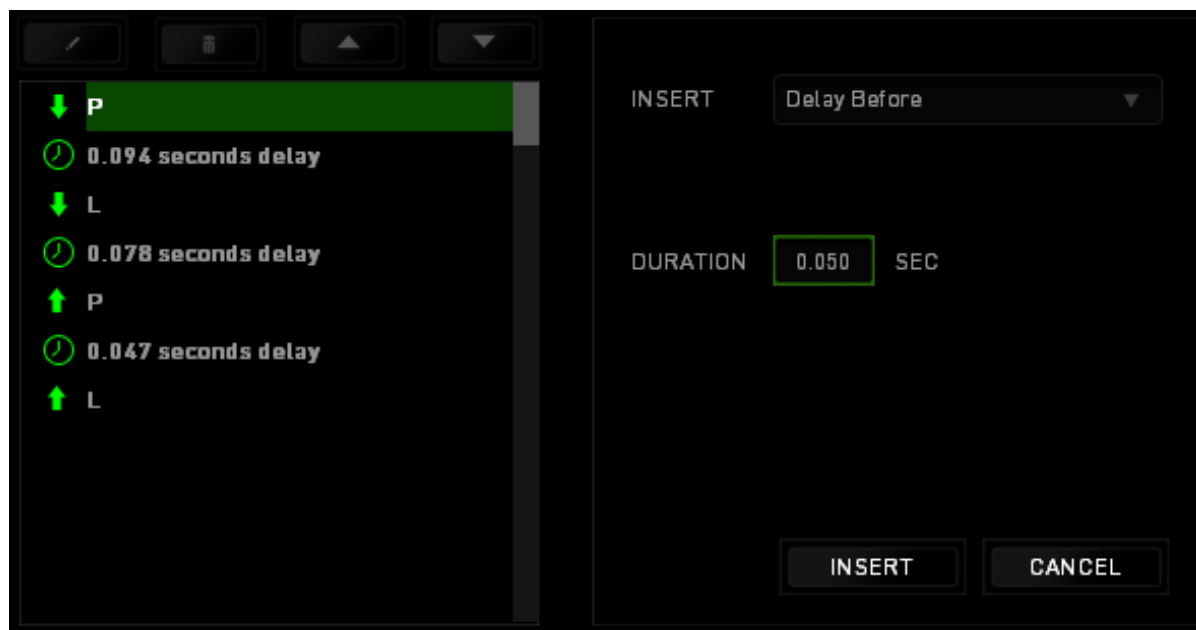 P
0.094 seconds delay
L
0.078 seconds delay
P
0.047 seconds delay
L
INSERT Delay Before
DURATION 0.050 SEC
INSERT CANCEL